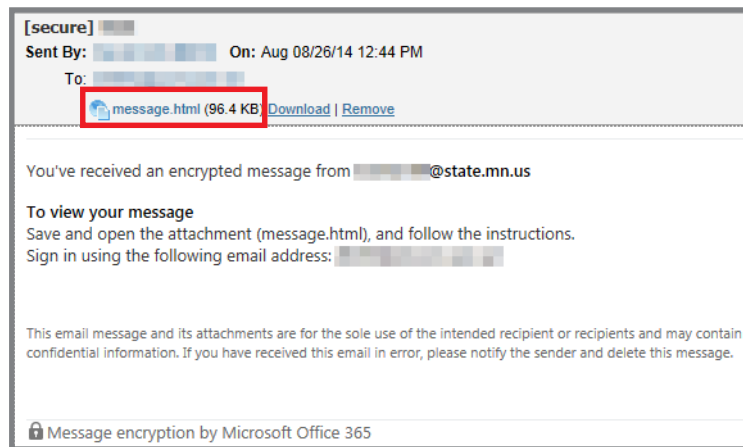 [secure]
Sent By: On: Aug 08/26/14 12:44 PM
To:
message.html (96.4 KB) Download | Remove
You've received an encrypted message from @state.mn.us
To view your message
Save and open the attachment (message.html), and follow the instructions.
Sign in using the following email address:
This email message and its attachments are for the sole use of the intended recipient or recipients and may contain
confidential information. If you have received this email in error, please notify the sender and delete this message.
Message encryption by Microsoft Office 365